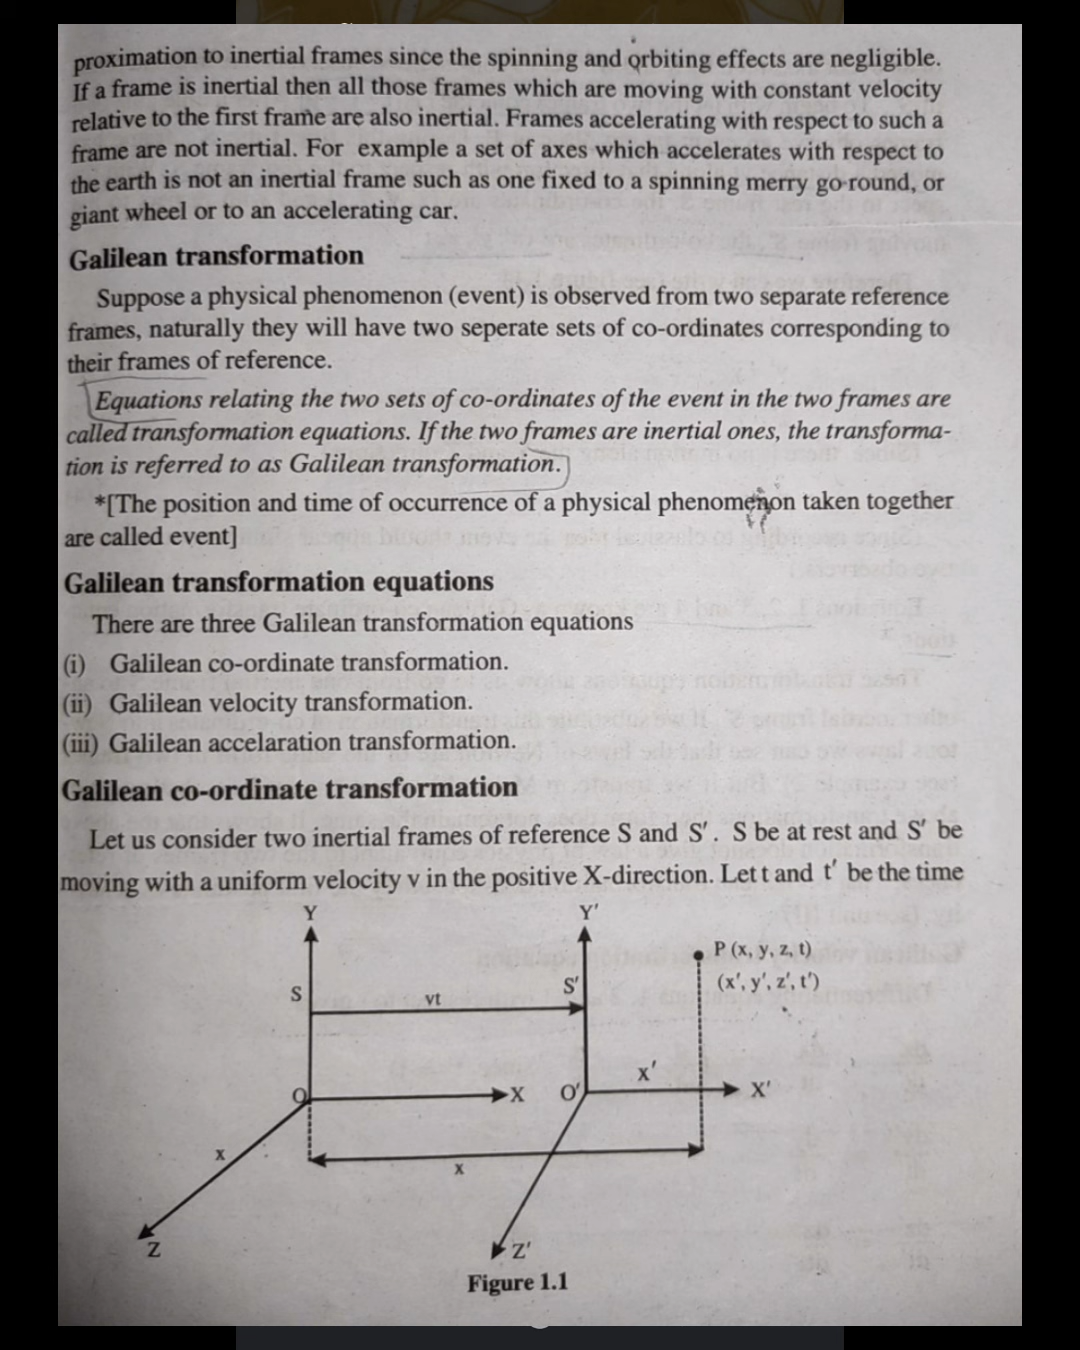 proximation to inertial frames since the spinning and orbiting effects are negligible.
If a frame is inertial then all those frames which are moving with constant velocity
relative to the first frame are also inertial. Frames accelerating with respect to such a
frame are not inertial. For example a set of axes which accelerates with respect to
the earth is not an inertial frame such as one fixed to a spinning merry go round, or
giant wheel or to an accelerating car.
Galilean transformation
Suppose a physical phenomenon (event) is observed from two separate reference
frames, naturally they will have two seperate sets of co-ordinates corresponding to
their frames of reference.
Equations relating the two sets of co-ordinates of the event in the two frames are
called transformation equations. If the two frames are inertial ones, the transforma-
tion is referred to as Galilean transformation.
*[The position and time of occurrence of a physical phenomenon taken together
are called event]
Galilean transformation equations
There are three Galilean transformation equations
(i) Galilean co-ordinate transformation.
(ii) Galilean velocity transformation.
(iii) Galilean accelaration transformation.
Galilean co-ordinate transformation
Let us consider two inertial frames of reference S and S′. S be at rest and S′ be
moving with a uniform velocity v in the positive X-direction. Let t and t′ be the time
Y Y′
P (x, y, z, t)
S vt S′ (x′, y′, z′, t′)
O X O′ x′ X′
x x
Z Z′
Figure 1.1